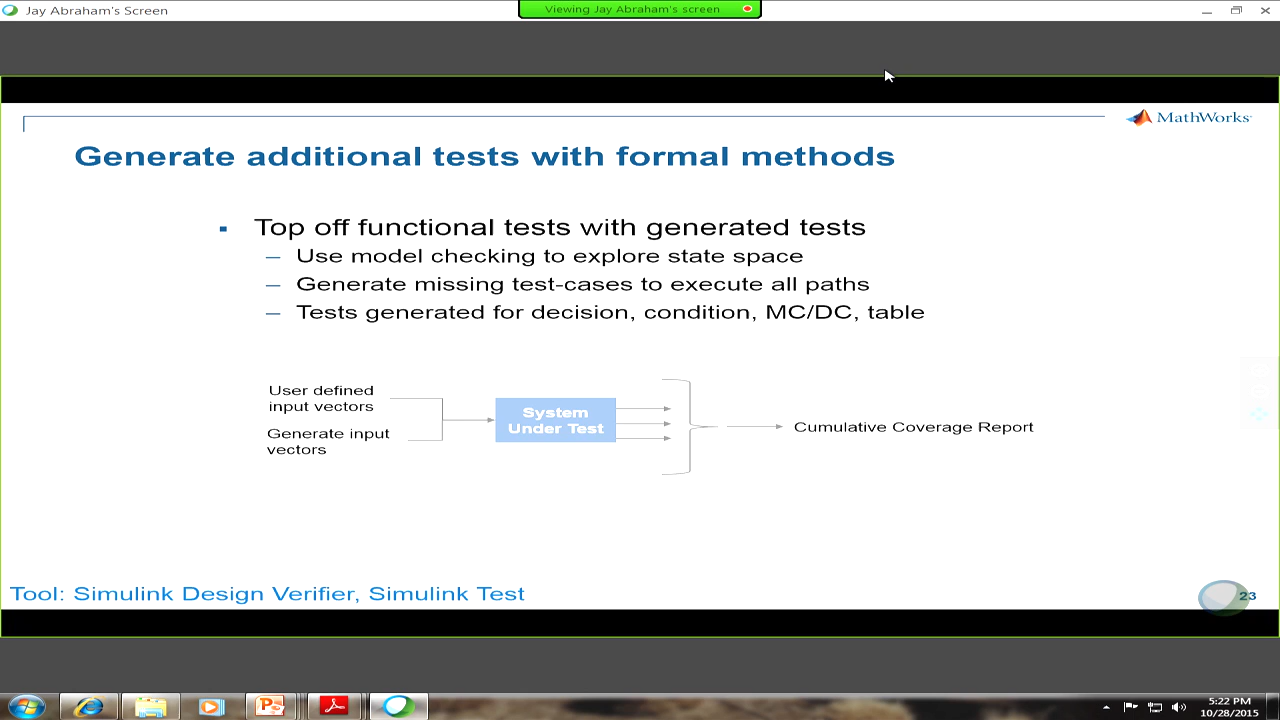 Jay Abraham's Screen
Viewing Jay Abraham's screen
MathWorks
Generate additional tests with formal methods
Top off functional tests with generated tests
Use model checking to explore state space
Generate missing test-cases to execute all paths
Tests generated for decision, condition, MC/DC, table
User defined
input vectors
Generate input
vectors
System
Under Test
Cumulative Coverage Report
Tool: Simulink Design Verifier, Simulink Test
23
5:22 PM
10/28/2015